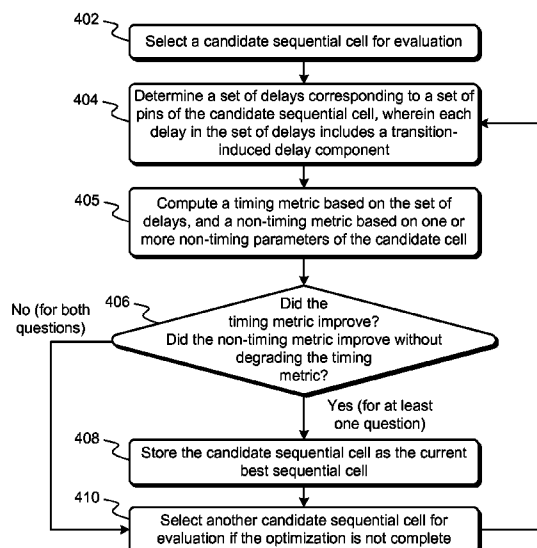 402
Select a candidate sequential cell for evaluation
404
Determine a set of delays corresponding to a set of
pins of the candidate sequential cell, wherein each
delay in the set of delays includes a transition-
induced delay component
405
Compute a timing metric based on the set of
delays, and a non-timing metric based on one or
more non-timing parameters of the candidate cell
No (for both
questions)
406
Did the
timing metric improve?
Did the non-timing metric improve without
degrading the timing
metric?
Yes (for at least
one question)
408
Store the candidate sequential cell as the current
best sequential cell
410
Select another candidate sequential cell for
evaluation if the optimization is not complete